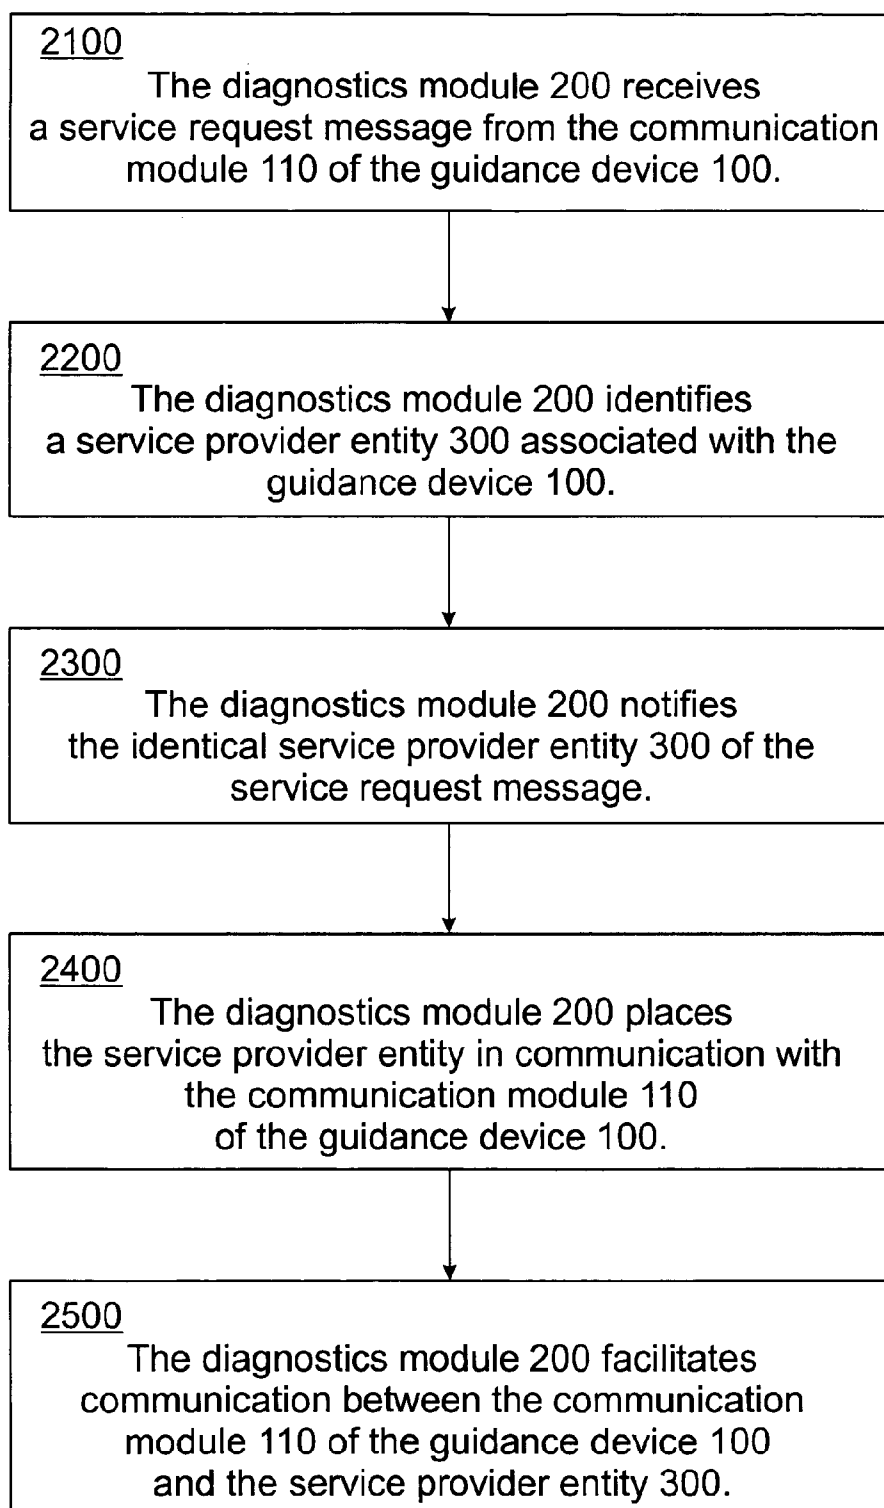 2100
The diagnostics module 200 receives
a service request message from the communication
module 110 of the guidance device 100.
2200
The diagnostics module 200 identifies
a service provider entity 300 associated with the
guidance device 100.
2300
The diagnostics module 200 notifies
the identical service provider entity 300 of the
service request message.
2400
The diagnostics module 200 places
the service provider entity in communication with
the communication module 110
of the guidance device 100.
2500
The diagnostics module 200 facilitates
communication between the communication
module 110 of the guidance device 100
and the service provider entity 300.